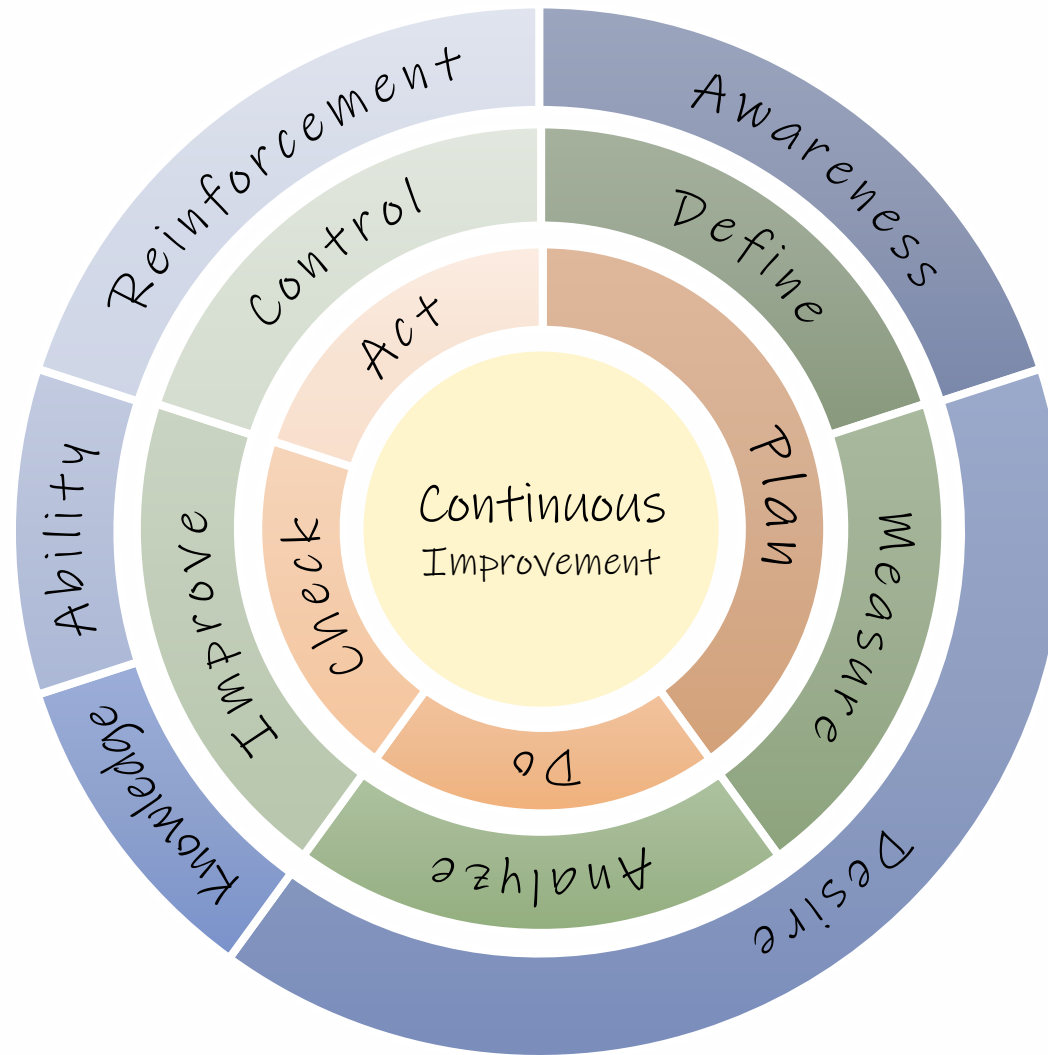 Continuous
Improvement
Plan
Do
Check
Act
Define
Measure
Analyze
Improve
Control
Awareness
Desire
Knowledge
Ability
Reinforcement